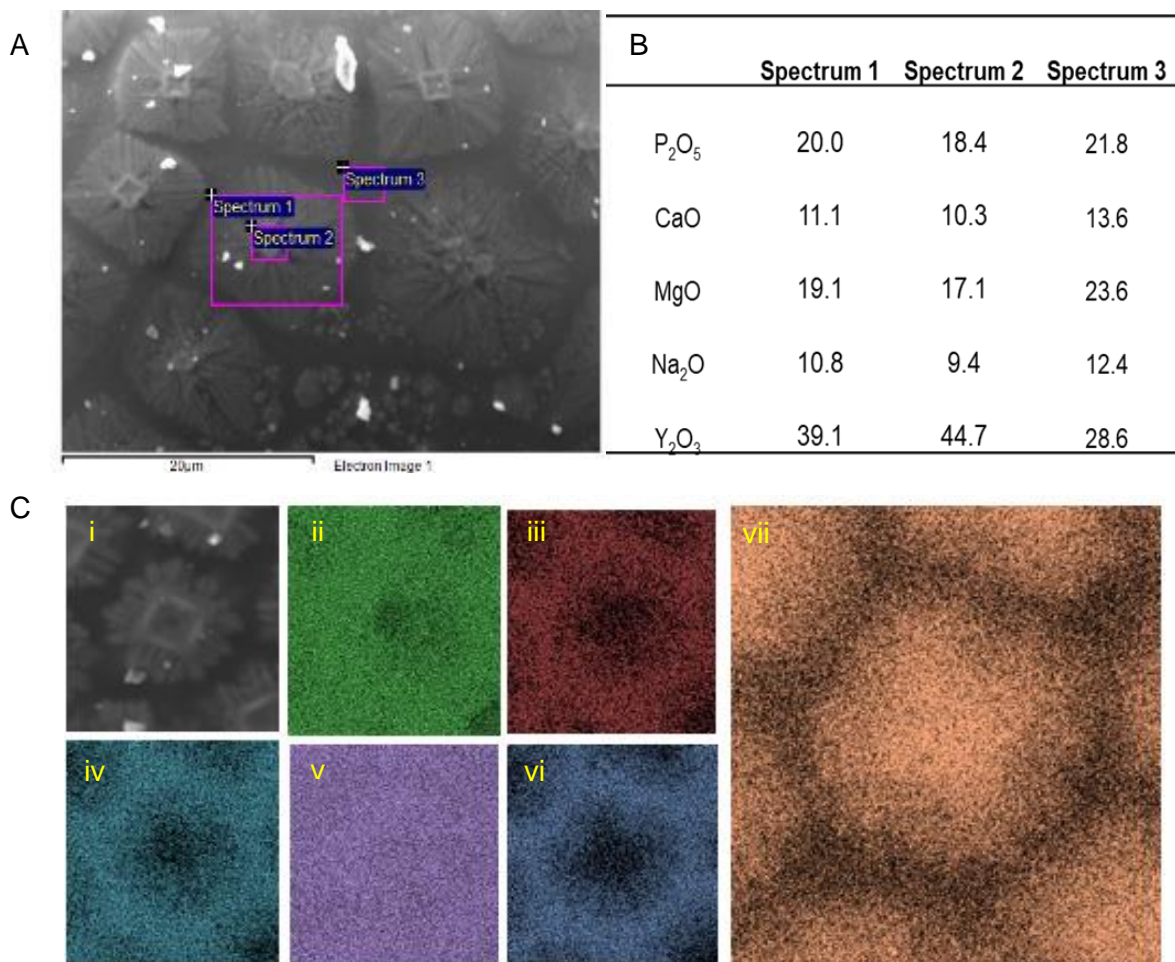 A
B
Spectrum 3
Spectrum 1
Spectrum 2
20µm Electron Image 1
Spectrum 1 Spectrum 2 Spectrum 3
P₂O₅ 20.0 18.4 21.8
CaO 11.1 10.3 13.6
MgO 19.1 17.1 23.6
Na₂O 10.8 9.4 12.4
Y₂O₃ 39.1 44.7 28.6
C
i ii iii vii
iv v vi